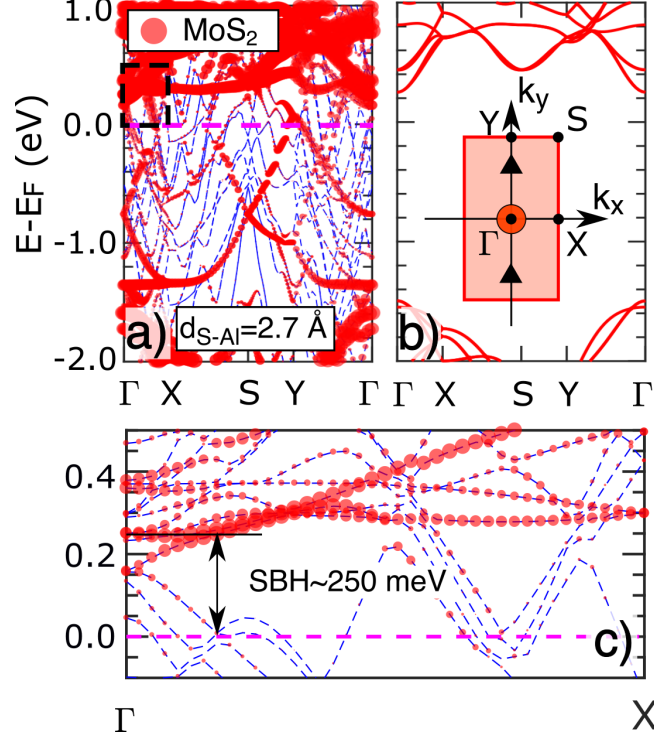 MoS2
1.0
0.0
-1.0
-2.0
E-EF (eV)
a)
dS-Al=2.7 Å
Γ X S Y Γ
ky
Y
S
kx
Γ
X
b)
Γ X S Y Γ
0.4
0.2
0.0
SBH~250 meV
c)
Γ
X